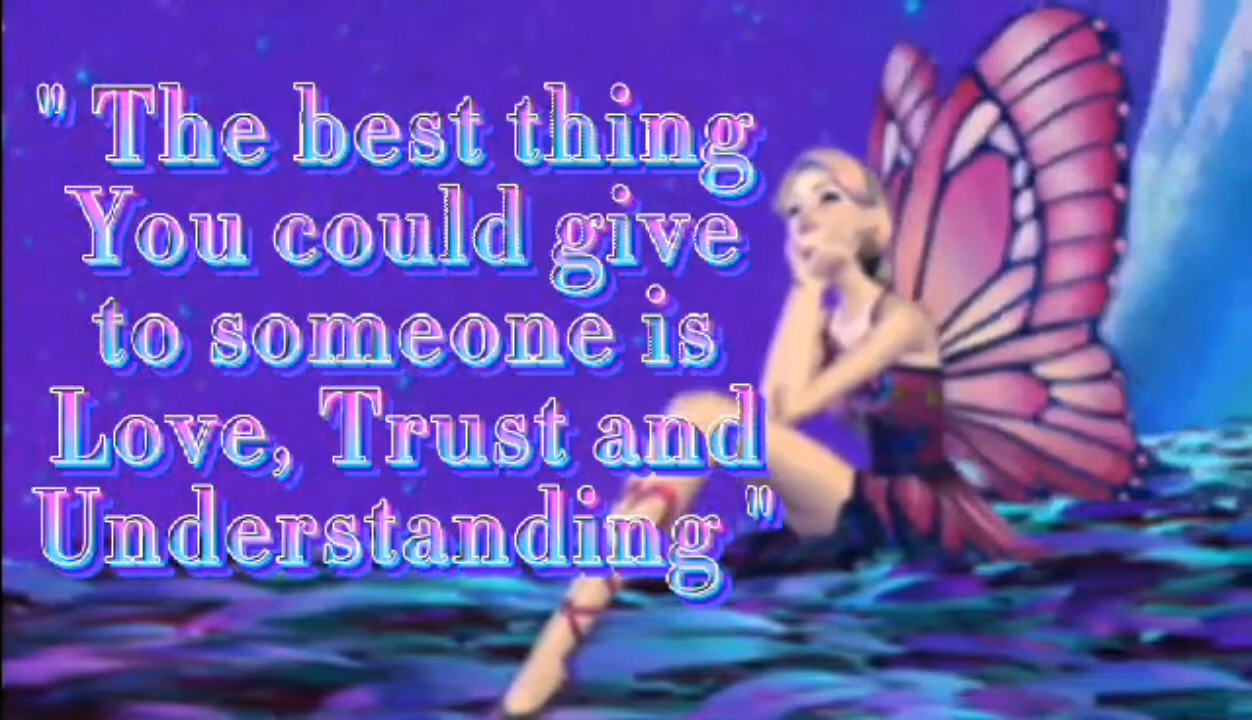 " The best thing
You could give
to someone is
Love, Trust and
Understanding "